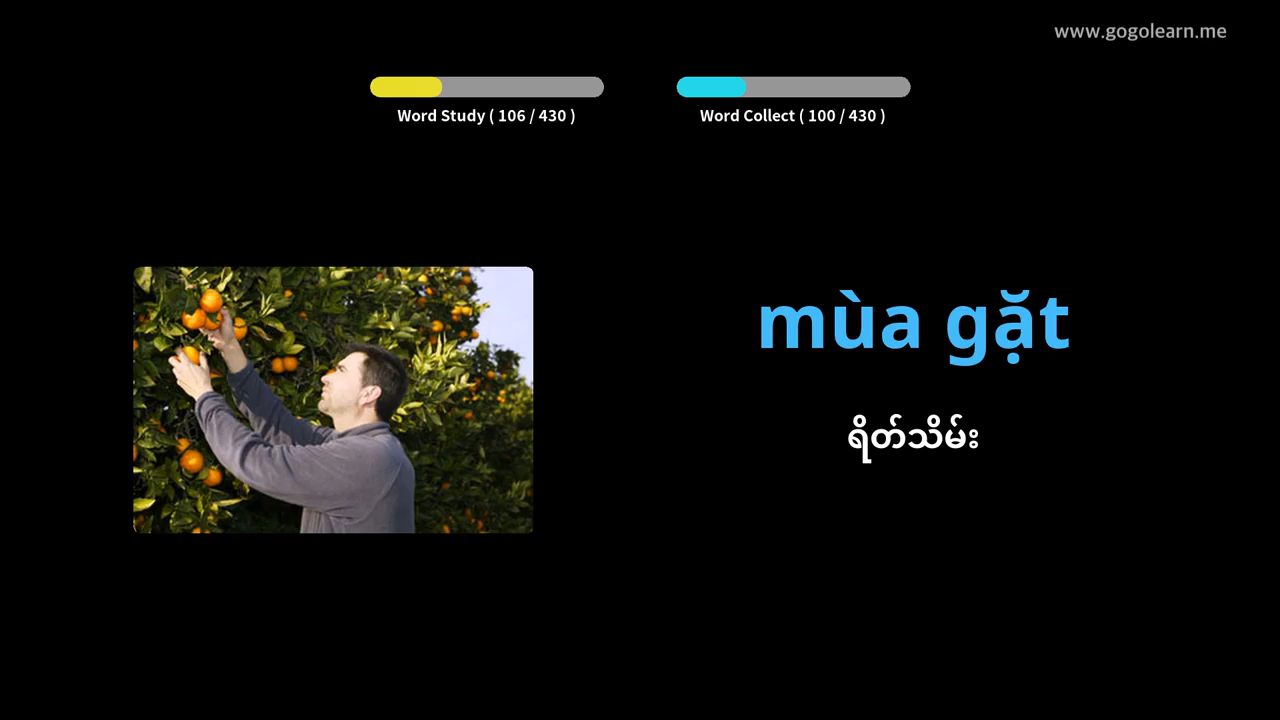 www.gogolearn.me
Word Study ( 106 / 430 )
Word Collect ( 100 / 430 )
mùa gặt
ရိတ်သိမ်း